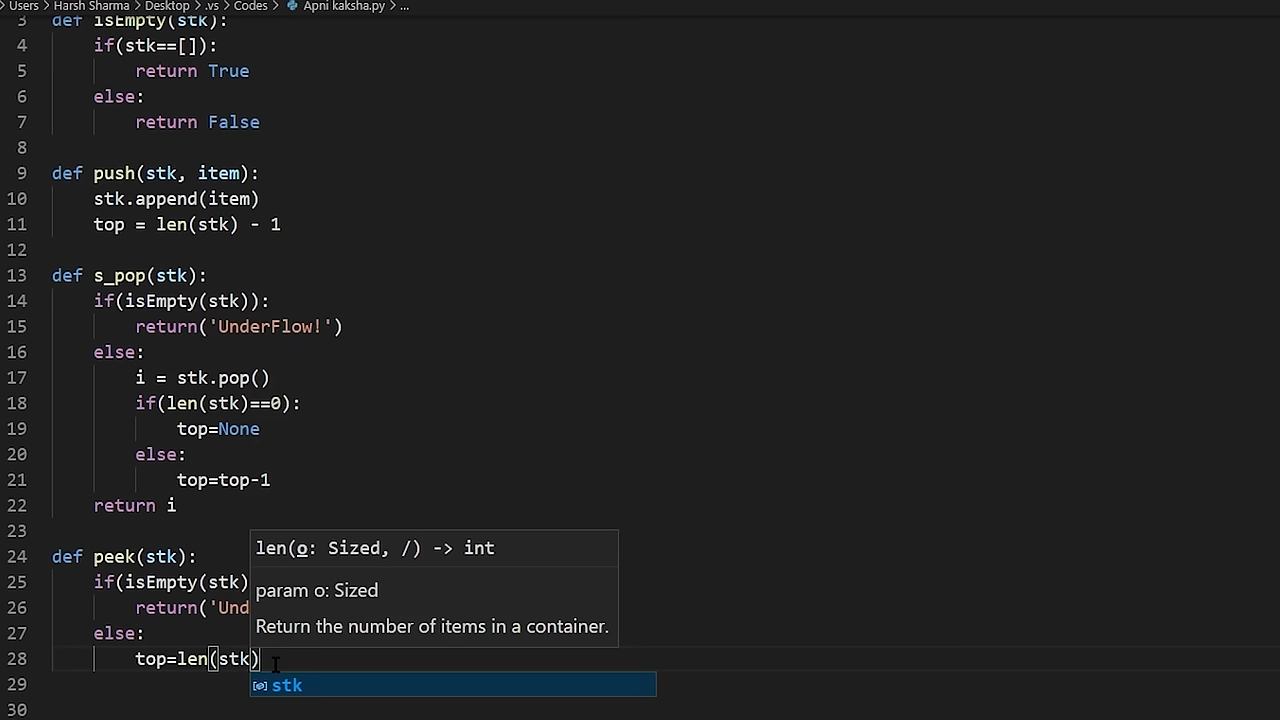 Users > Harsh Sharma > Desktop > .vs > Codes > Apni kaksha.py > ...
3 def isEmpty(stk):
4 if(stk==[]):
5 return True
6 else:
7 return False
8
9 def push(stk, item):
10 stk.append(item)
11 top = len(stk) - 1
12
13 def s_pop(stk):
14 if(isEmpty(stk)):
15 return('UnderFlow!')
16 else:
17 i = stk.pop()
18 if(len(stk)==0):
19 top=None
20 else:
21 top=top-1
22 return i
23
len(o: Sized, /) -> int
24 def peek(stk):
25 if(isEmpty(stk)
param o: Sized
26 return('Und
Return the number of items in a container.
27 else:
28 top=len(stk)
29
stk
30